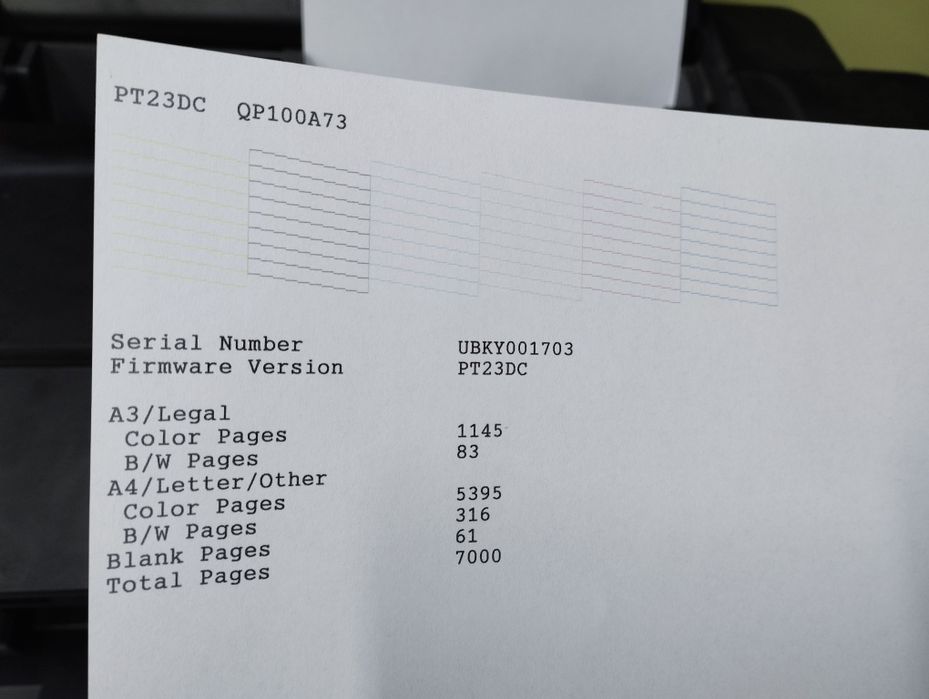 PT23DC QP100A73
Serial Number UBKY001703
Firmware Version PT23DC
A3/Legal
Color Pages 1145
B/W Pages 83
A4/Letter/Other
Color Pages 5395
B/W Pages 316
Blank Pages 61
Total Pages 7000